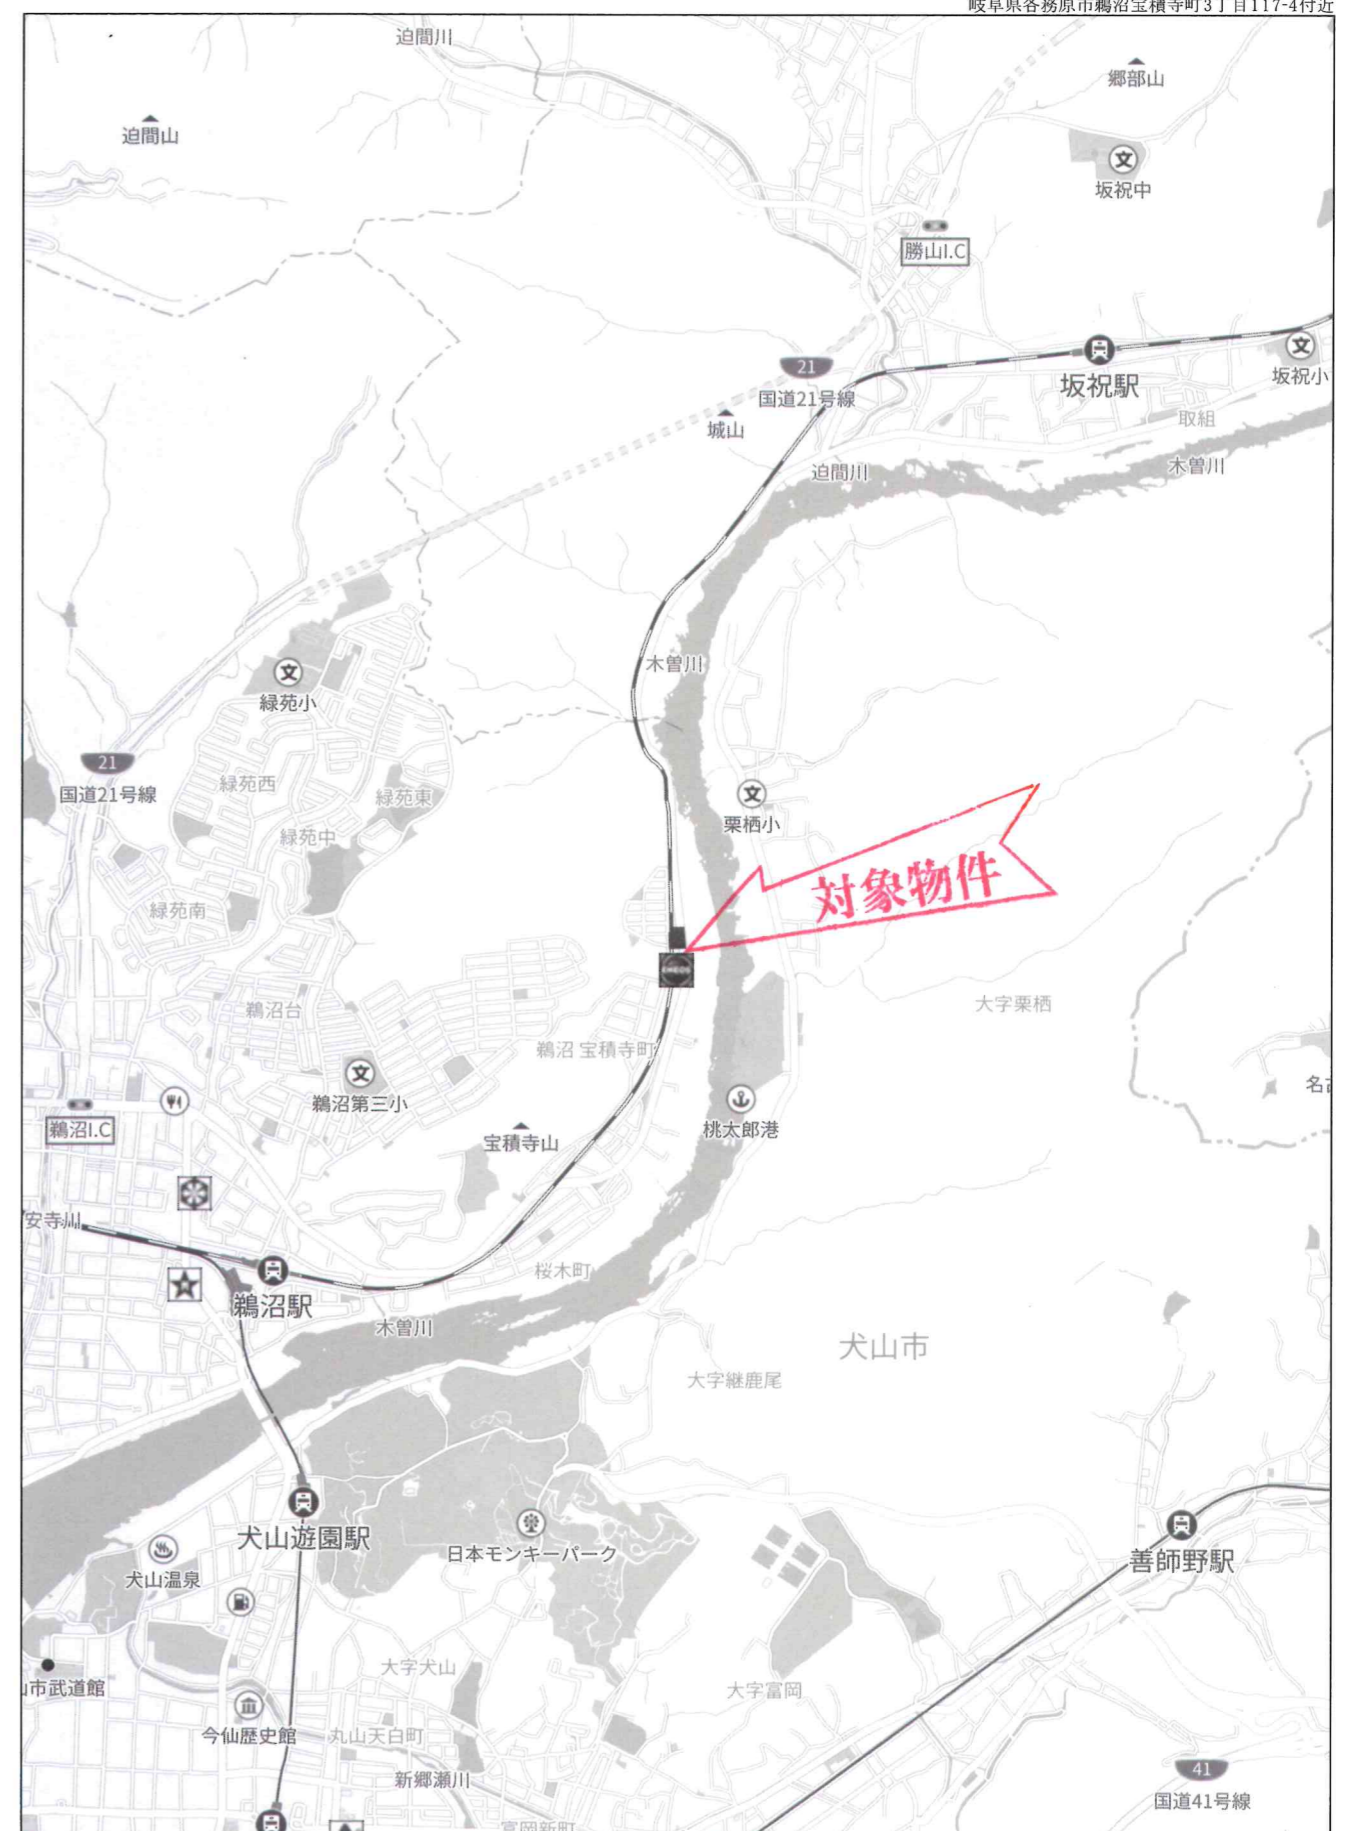 岐阜県各務原市鵜沼宝積寺町3丁目117-4付近
迫間川
郷部山
迫間山
文
坂祝中
勝山I.C
21
国道21号線
坂祝駅
文
坂祝小
城山
取組
迫間川
木曽川
木曽川
文
緑苑小
21
国道21号線
緑苑西
緑苑東
文
栗栖小
緑苑中
対象物件
緑苑南
ENEOS
鵜沼台
大字栗栖
鵜沼 宝積寺町
文
鵜沼第三小
鵜沼I.C
宝積寺山
桃太郎港
安寺川
桜木町
鵜沼駅
木曽川
犬山市
大字継鹿尾
犬山遊園駅
日本モンキーパーク
善師野駅
犬山温泉
大字犬山
市武道館
大字富岡
今仙歴史館
丸山天白町
新郷瀬川
41
国道41号線
富岡新町